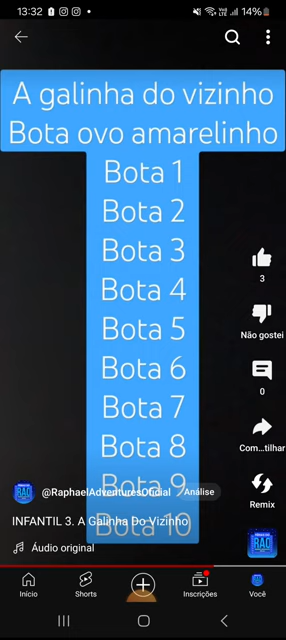 13:32
14%
A galinha do vizinho
Bota ovo amarelinho
Bota 1
Bota 2
Bota 3
Bota 4
Bota 5
Bota 6
Bota 7
Bota 8
Bota 9
Bota 10
3
Não gostei
0
Com...tilhar
Remix
@RaphaelAdventuresOficial
Análise
INFANTIL 3. A Galinha Do Vizinho
Áudio original
RAO
Início
Shorts
Inscrições
Você